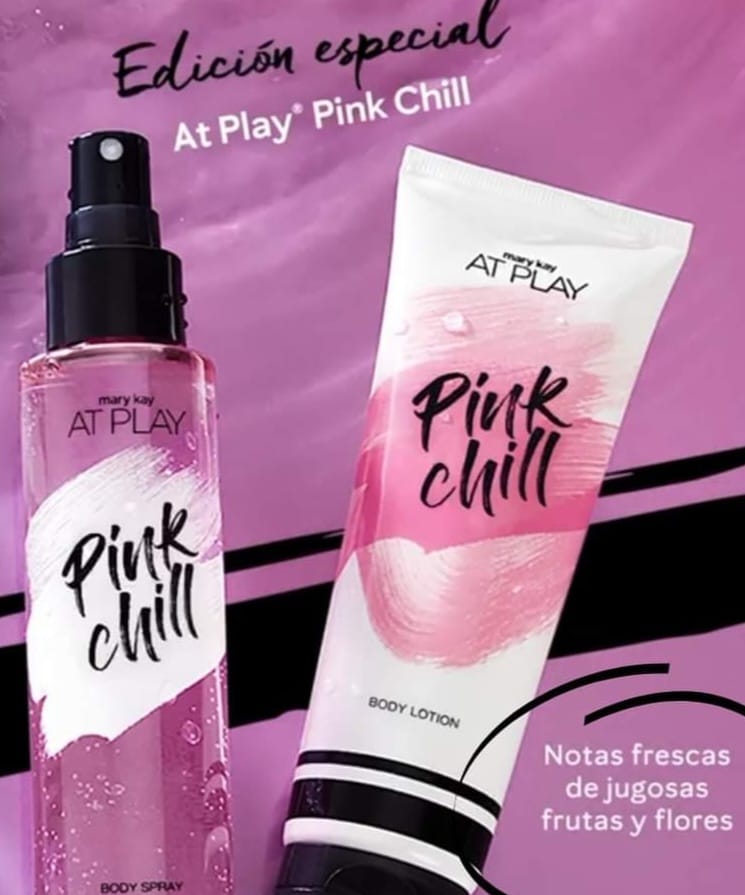 Edición especial
At Play® Pink Chill
mary kay
AT PLAY
Pink
chill
BODY SPRAY
mary kay
AT PLAY
Pink
chill
BODY LOTION
Notas frescas
de jugosas
frutas y flores